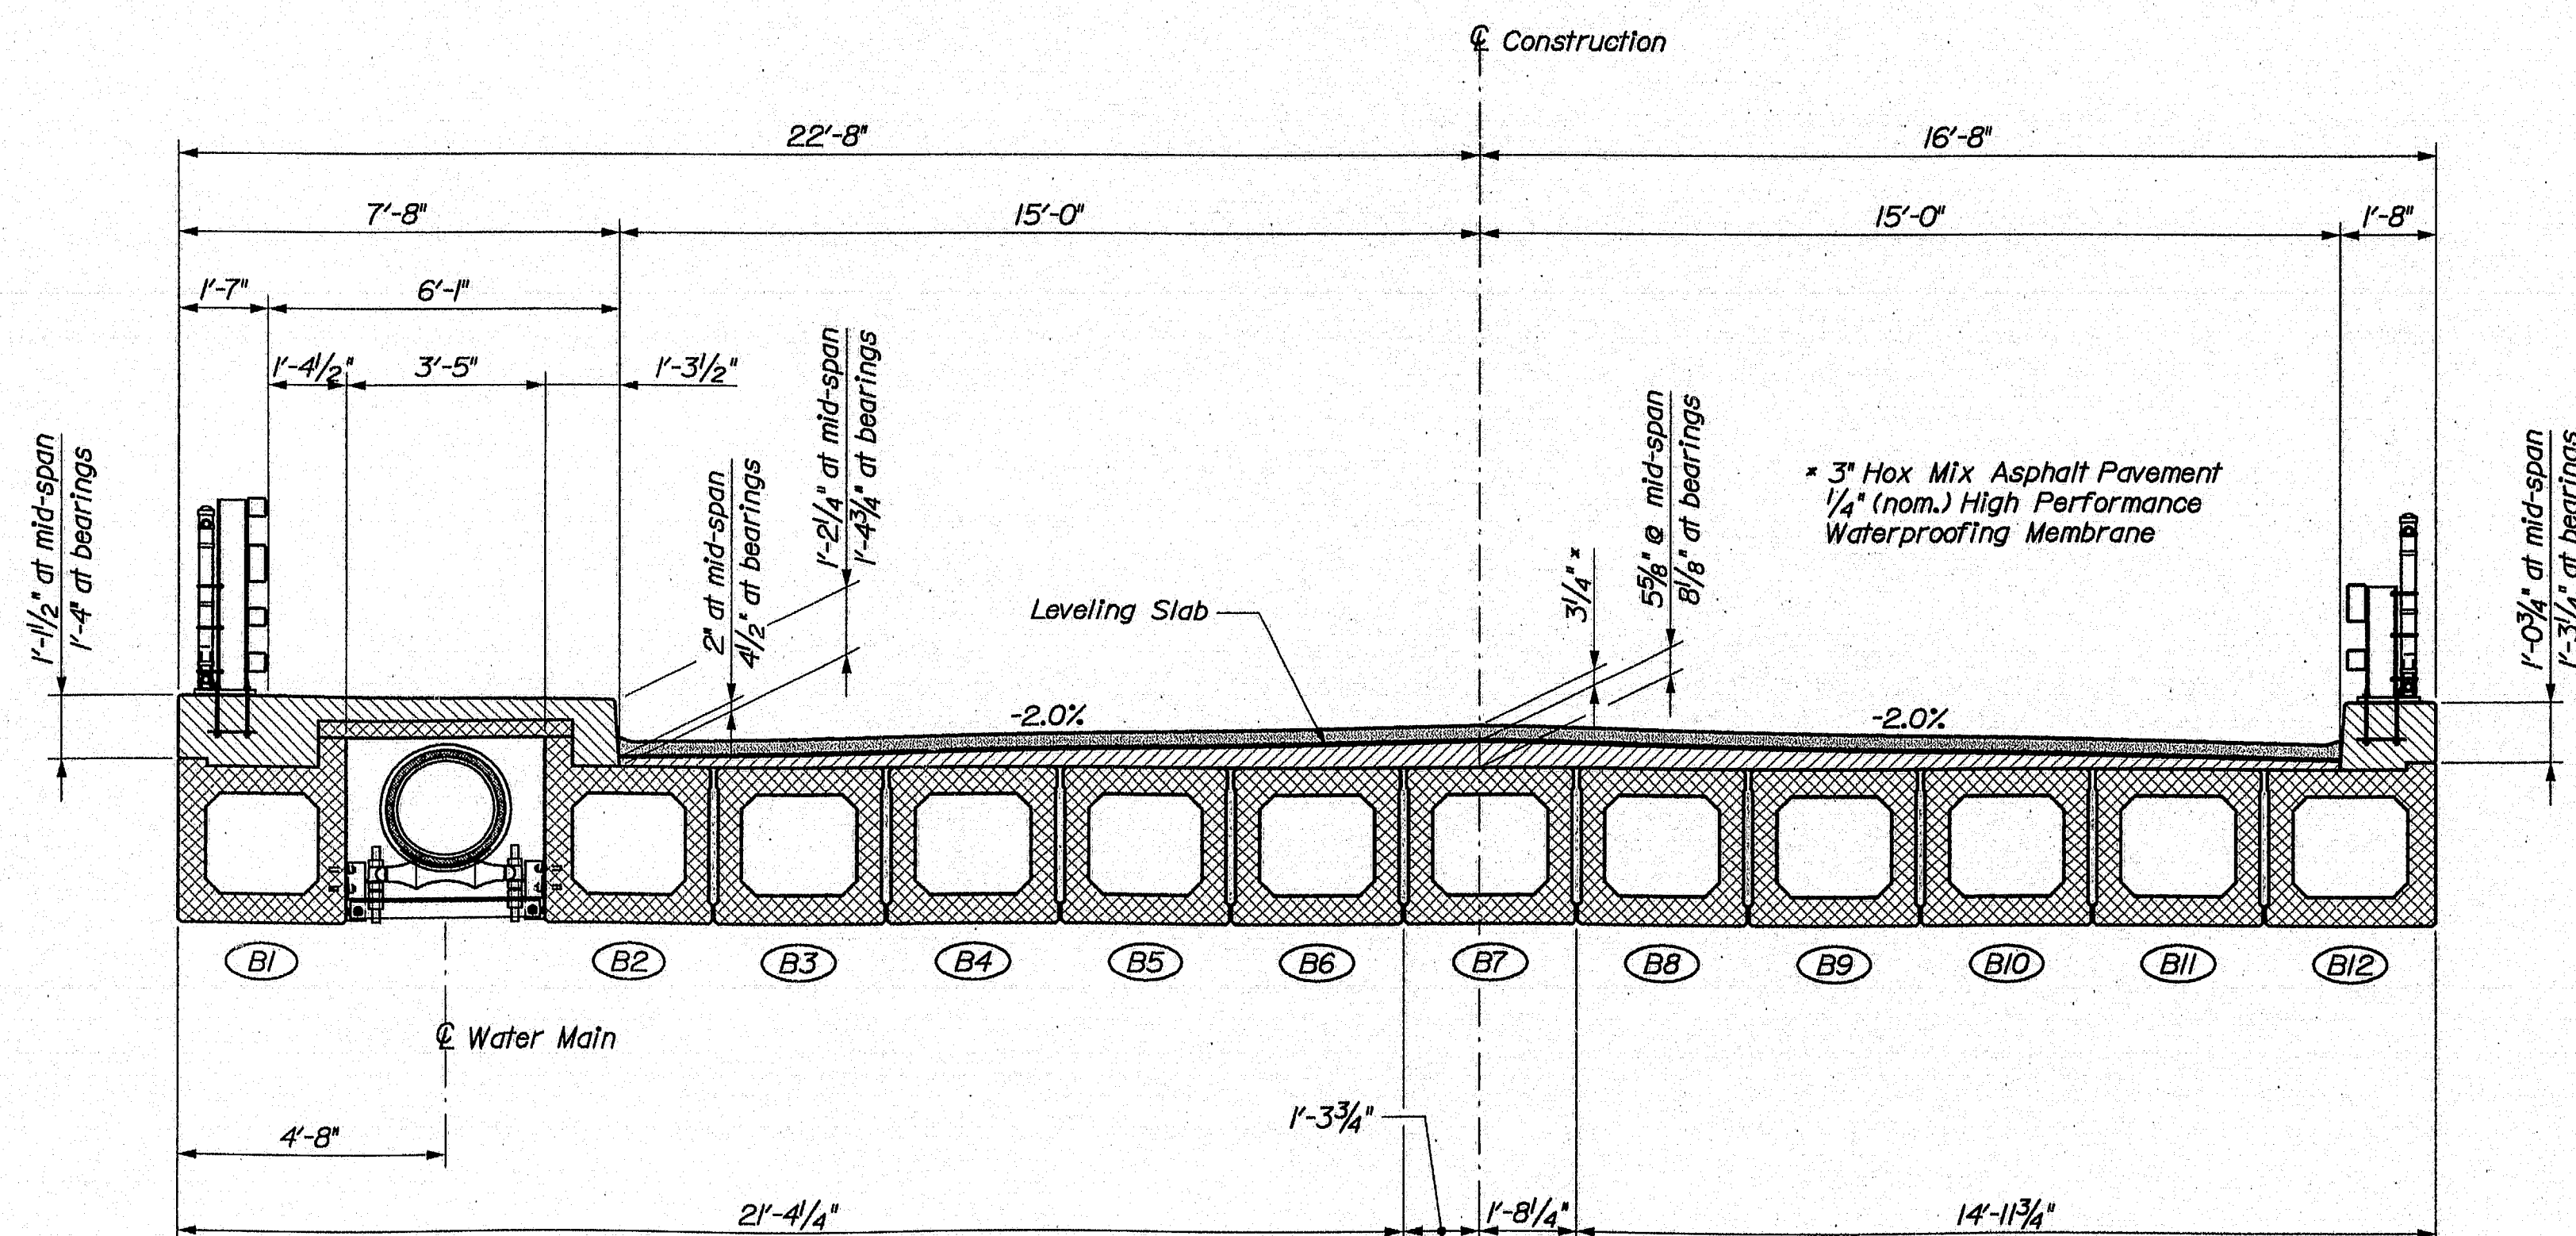 ℄ Construction
22'-8"
16'-8"
7'-8"
15'-0"
15'-0"
1'-8"
1'-7"
6'-1"
1'-4½"
3'-5"
1'-3½"
1'-1½" at mid-span
1'-4" at bearings
2" at mid-span
4½" at bearings
1'-2¼" at mid-span
1'-4¾" at bearings
Leveling Slab
3¼" *
5⅝" @ mid-span
8⅛" at bearings
* 3" Hox Mix Asphalt Pavement
¼" (nom.) High Performance
Waterproofing Membrane
1'-0¾" at mid-span
1'-3¼" at bearings
-2.0%
-2.0%
B1
B2
B3
B4
B5
B6
B7
B8
B9
B10
B11
B12
℄ Water Main
4'-8"
1'-3¾"
21'-4¼"
1'-8¼"
14'-11¾"